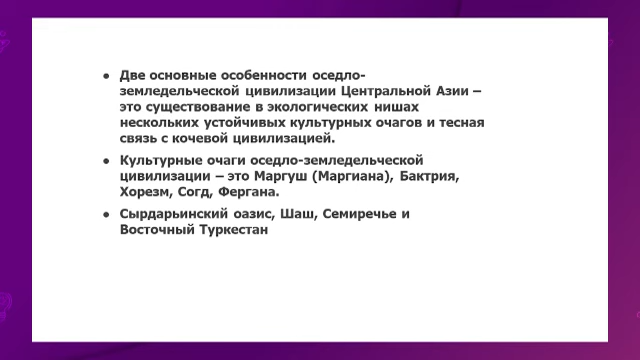 ● Две основные особенности оседло-
земледельческой цивилизации Центральной Азии –
это существование в экологических нишах
нескольких устойчивых культурных очагов и тесная
связь с кочевой цивилизацией.
● Культурные очаги оседло-земледельческой
цивилизации – это Маргуш (Маргиана), Бактрия,
Хорезм, Согд, Фергана.
● Сырдарьинский оазис, Шаш, Семиречье и
Восточный Туркестан